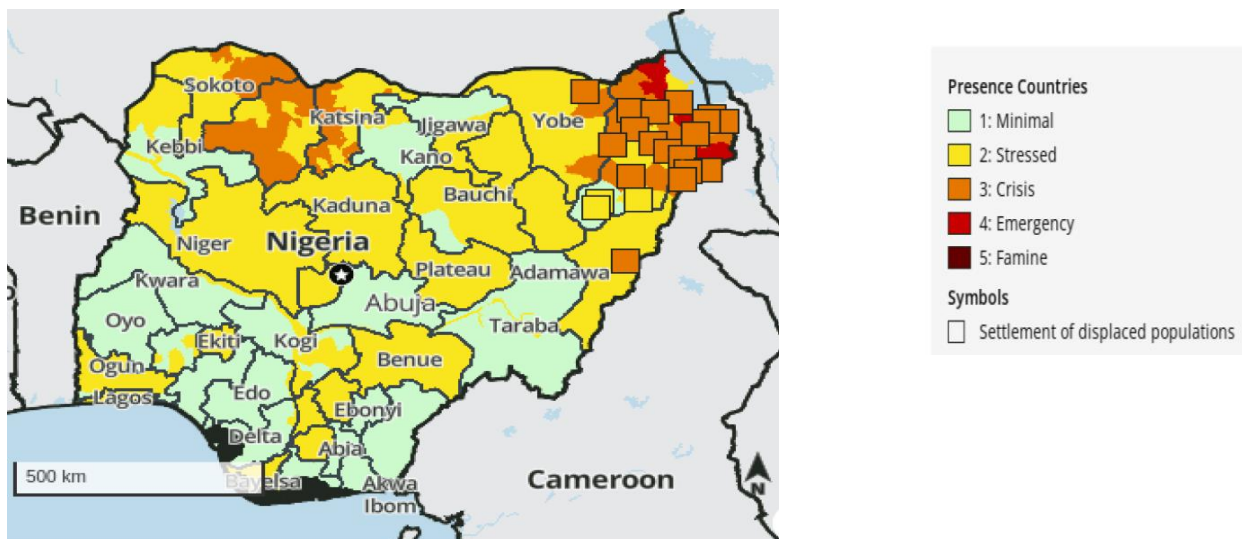 Sokoto
Katsina
Jigawa
Yobe
Kebbi
Kano
Benin
Kaduna
Bauchi
Niger
Nigeria
Plateau
Adamawa
Kwara
Abuja
Oyo
Taraba
Ekiti
Kogi
Benue
Ogun
Lagos
Edo
Ebonyi
Delta
Abia
500 km
Bayelsa
Akwa
Ibom
Cameroon
N
Presence Countries
1: Minimal
2: Stressed
3: Crisis
4: Emergency
5: Famine
Symbols
Settlement of displaced populations